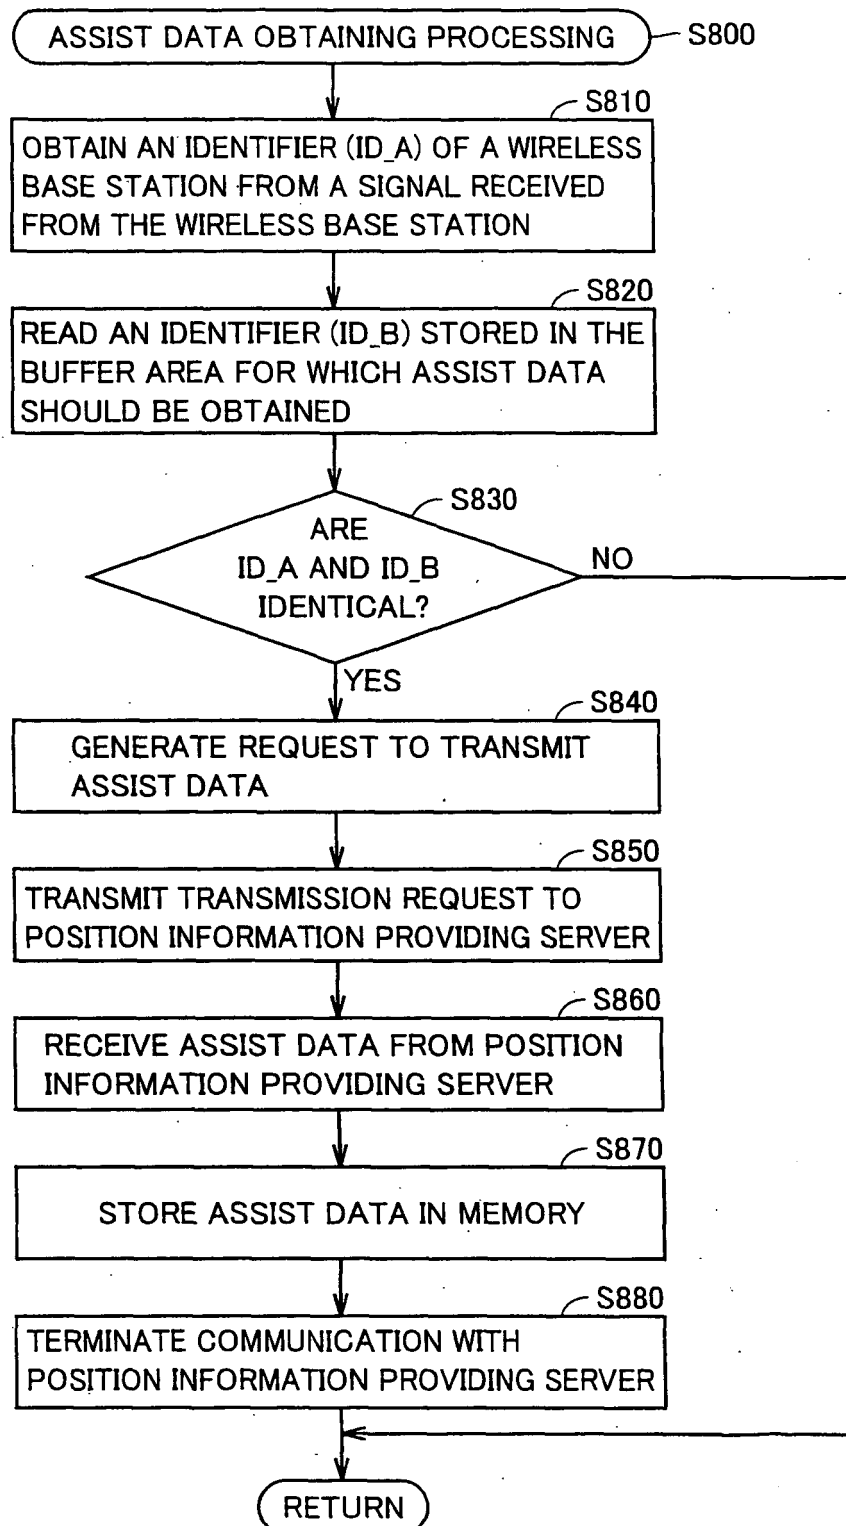 ASSIST DATA OBTAINING PROCESSING
S800
S810
OBTAIN AN IDENTIFIER (ID_A) OF A WIRELESS
BASE STATION FROM A SIGNAL RECEIVED
FROM THE WIRELESS BASE STATION
S820
READ AN IDENTIFIER (ID_B) STORED IN THE
BUFFER AREA FOR WHICH ASSIST DATA
SHOULD BE OBTAINED
S830
ARE
ID_A AND ID_B
IDENTICAL?
NO
YES
S840
GENERATE REQUEST TO TRANSMIT
ASSIST DATA
S850
TRANSMIT TRANSMISSION REQUEST TO
POSITION INFORMATION PROVIDING SERVER
S860
RECEIVE ASSIST DATA FROM POSITION
INFORMATION PROVIDING SERVER
S870
STORE ASSIST DATA IN MEMORY
S880
TERMINATE COMMUNICATION WITH
POSITION INFORMATION PROVIDING SERVER
RETURN